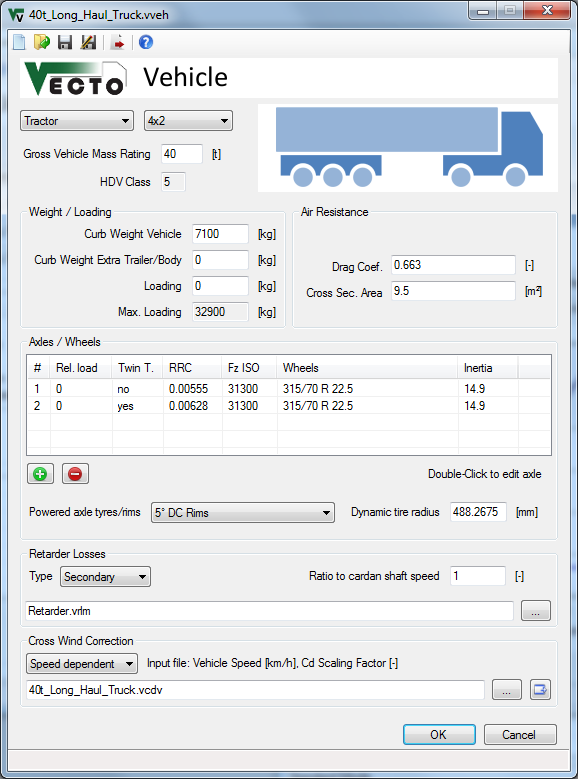 40t_Long_Haul_Truck.vveh
VECTO Vehicle
Tractor 4x2
Gross Vehicle Mass Rating 40 [t]
HDV Class 5
Weight / Loading
Curb Weight Vehicle 7100 [kg]
Curb Weight Extra Trailer/Body 0 [kg]
Loading 0 [kg]
Max. Loading 32900 [kg]
Air Resistance
Drag Coef. 0.663 [-]
Cross Sec. Area 9.5 [m²]
Axles / Wheels
# Rel. load Twin T. RRC Fz ISO Wheels Inertia
1 0 no 0.00555 31300 315/70 R 22.5 14.9
2 0 yes 0.00628 31300 315/70 R 22.5 14.9
Double-Click to edit axle
Powered axle tyres/rims 5° DC Rims Dynamic tire radius 488.2675 [mm]
Retarder Losses
Type Secondary Ratio to cardan shaft speed 1 [-]
Retarder.vrlm ...
Cross Wind Correction
Speed dependent Input file: Vehicle Speed [km/h], Cd Scaling Factor [-]
40t_Long_Haul_Truck.vcdv ...
OK Cancel